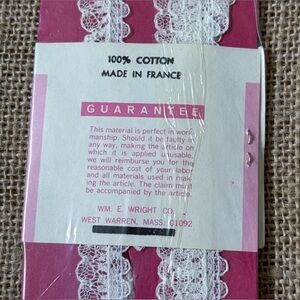 100% COTTON
MADE IN FRANCE
GUARANTEE
This material is perfect in work-
manship. Should it be faulty in
any way, making the article on
which it is applied unusable,
we will reimburse you for the
reasonable cost of your labor
and all materials used in mak-
ing the article. The claim must
be accompanied by the article.
WM. E. WRIGHT CO.
WEST WARREN, MASS. 01092